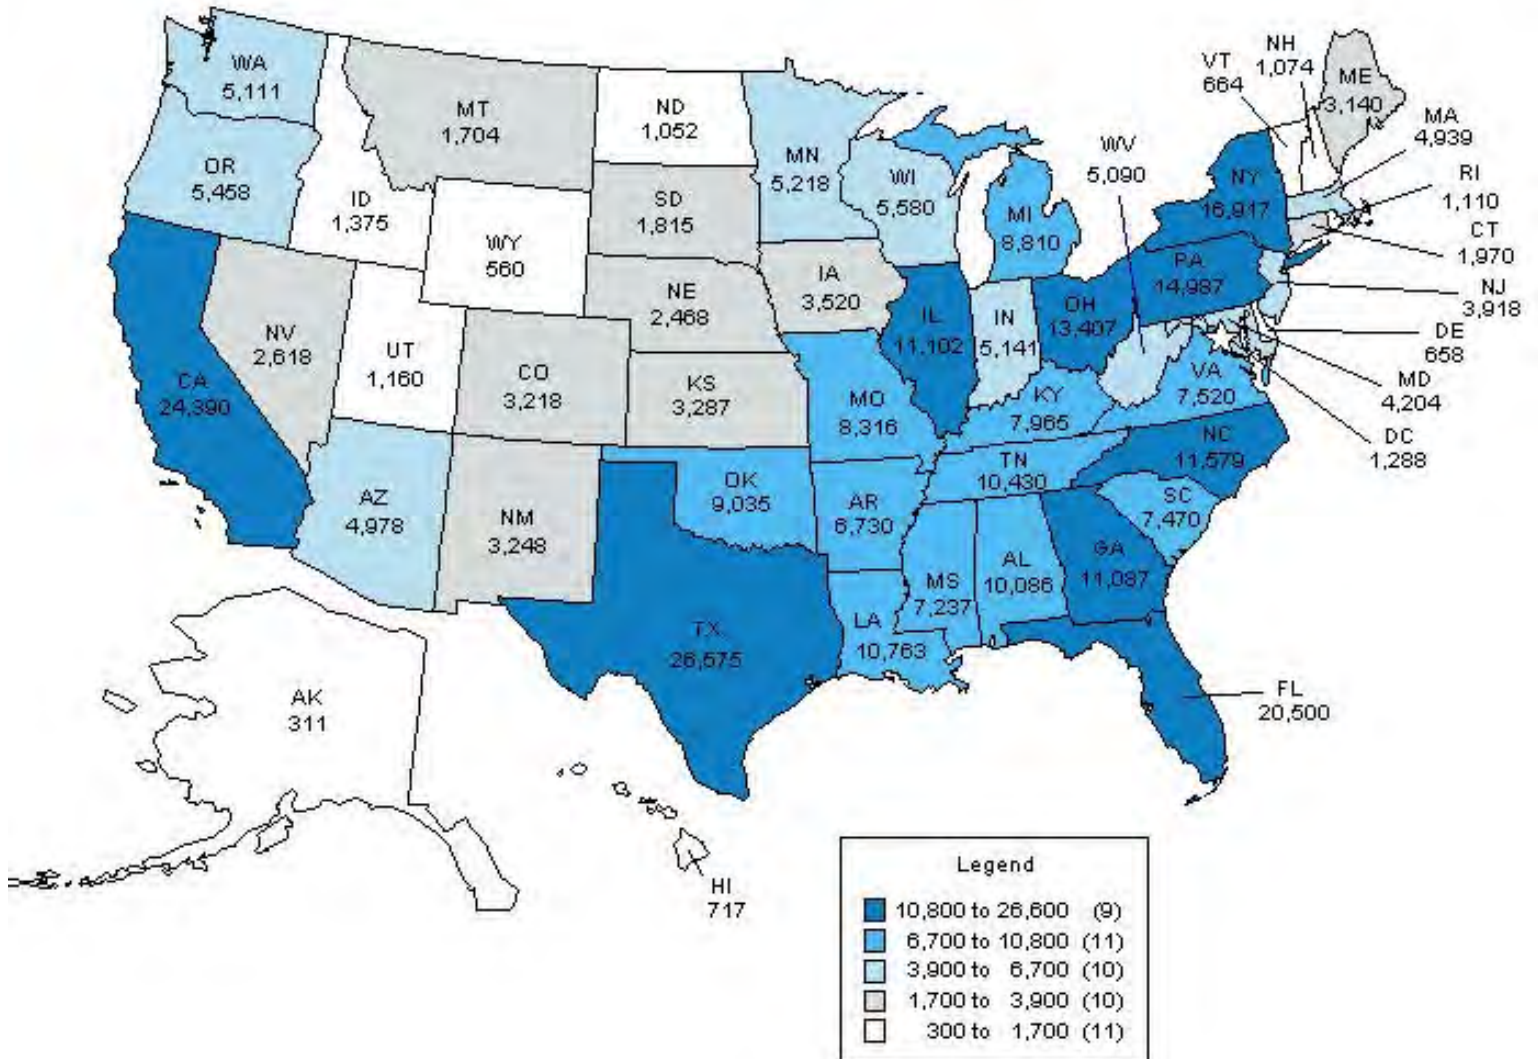 WA
5,111
OR
5,458
CA
24,390
NV
2,618
ID
1,375
MT
1,704
WY
560
UT
1,160
AZ
4,978
CO
3,218
NM
3,248
ND
1,052
SD
1,815
NE
2,468
KS
3,287
OK
9,035
TX
26,575
MN
5,218
IA
3,520
MO
8,316
AR
6,730
LA
10,763
WI
5,580
IL
11,102
MI
8,810
IN
5,141
OH
13,407
KY
7,965
TN
10,430
MS
7,237
AL
10,086
GA
11,087
FL
20,500
SC
7,470
NC
11,579
VA
7,520
WV
5,090
PA
14,987
NY
16,917
VT
664
NH
1,074
ME
3,140
MA
4,939
RI
1,110
CT
1,970
NJ
3,918
DE
658
MD
4,204
DC
1,288
AK
311
HI
717
Legend
10,800 to 26,600 (9)
6,700 to 10,800 (11)
3,900 to 6,700 (10)
1,700 to 3,900 (10)
300 to 1,700 (11)